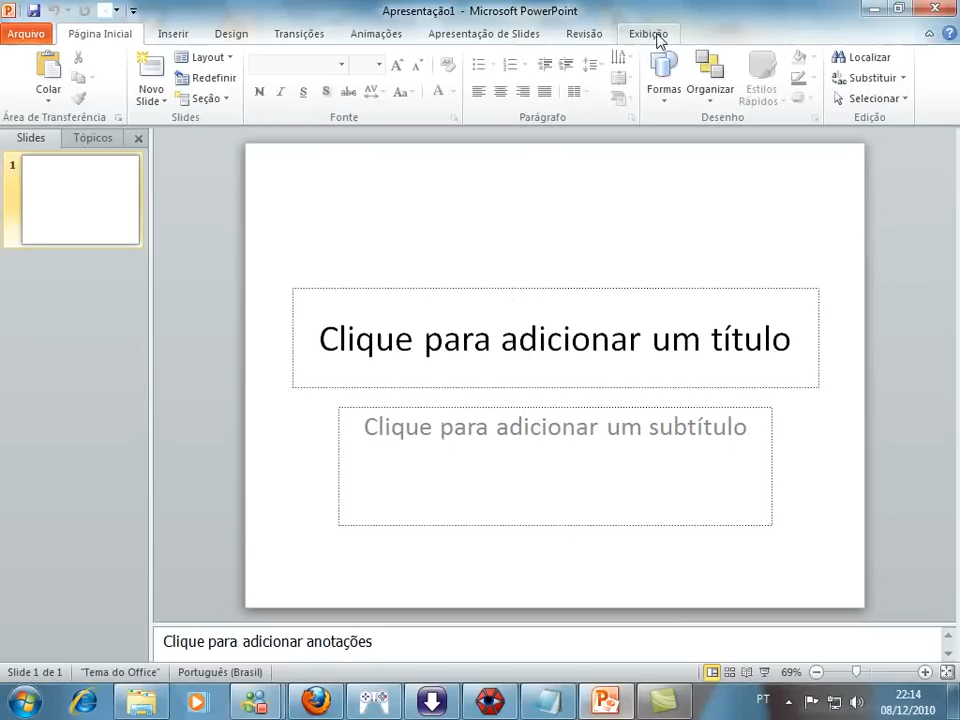 Apresentação1 - Microsoft PowerPoint
Arquivo Página Inicial Inserir Design Transições Animações Apresentação de Slides Revisão Exibição
Colar
Novo Slide
Layout
Redefinir
Seção
N I S S abc AV Aa A
Formas Organizar Estilos Rápidos
Localizar
Substituir
Selecionar
Área de Transferência Slides Fonte Parágrafo Desenho Edição
Slides Tópicos
1
Clique para adicionar um título
Clique para adicionar um subtítulo
Clique para adicionar anotações
Slide 1 de 1 "Tema do Office" Português (Brasil) 69%
PT 22:14
08/12/2010